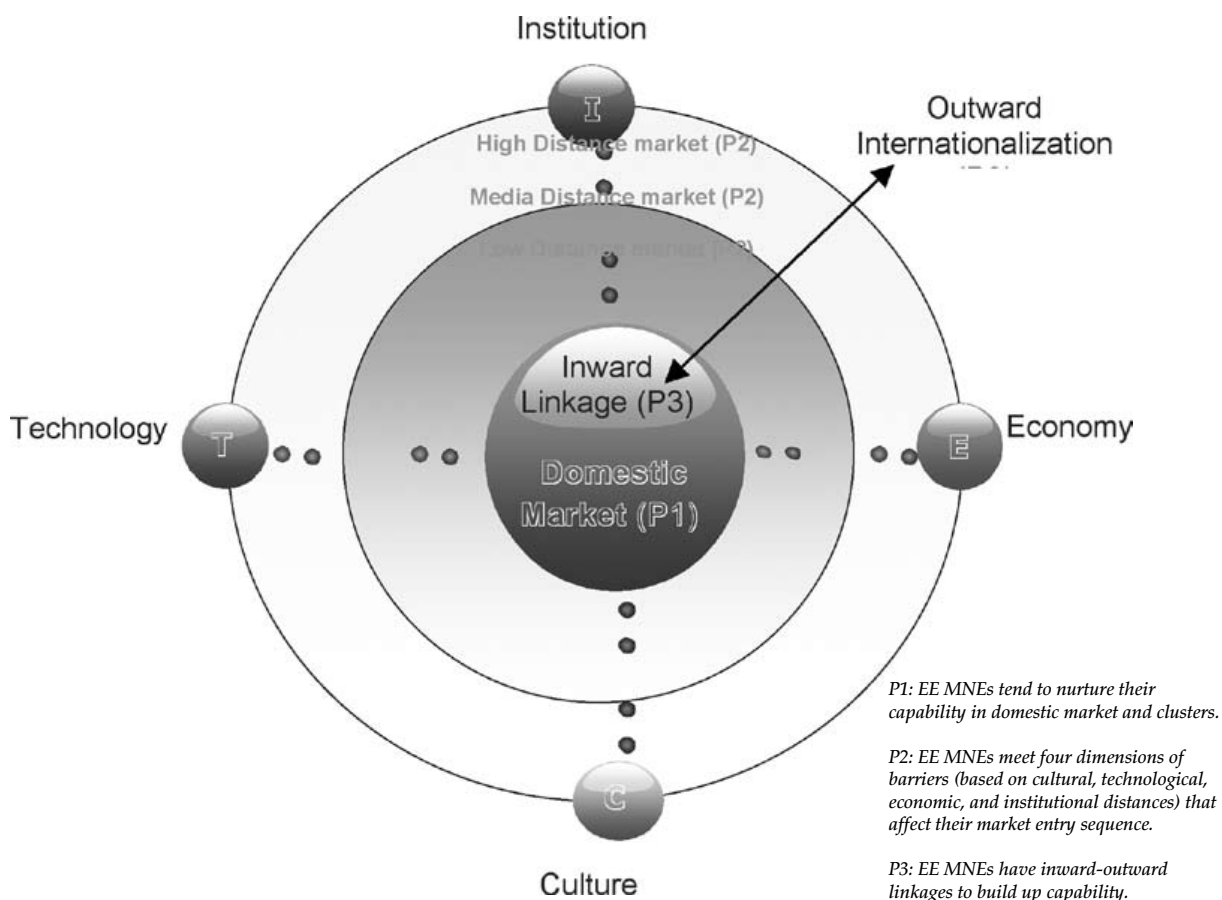 Institution
I
High Distance market (P2)
Outward
Internationalization
Media Distance market (P2)
Low Distance market
Inward
Linkage (P3)
Technology
T
E
Economy
Domestic
Market (P1)
C
Culture
P1: EE MNEs tend to nurture their
capability in domestic market and clusters.
P2: EE MNEs meet four dimensions of
barriers (based on cultural, technological,
economic, and institutional distances) that
affect their market entry sequence.
P3: EE MNEs have inward-outward
linkages to build up capability.